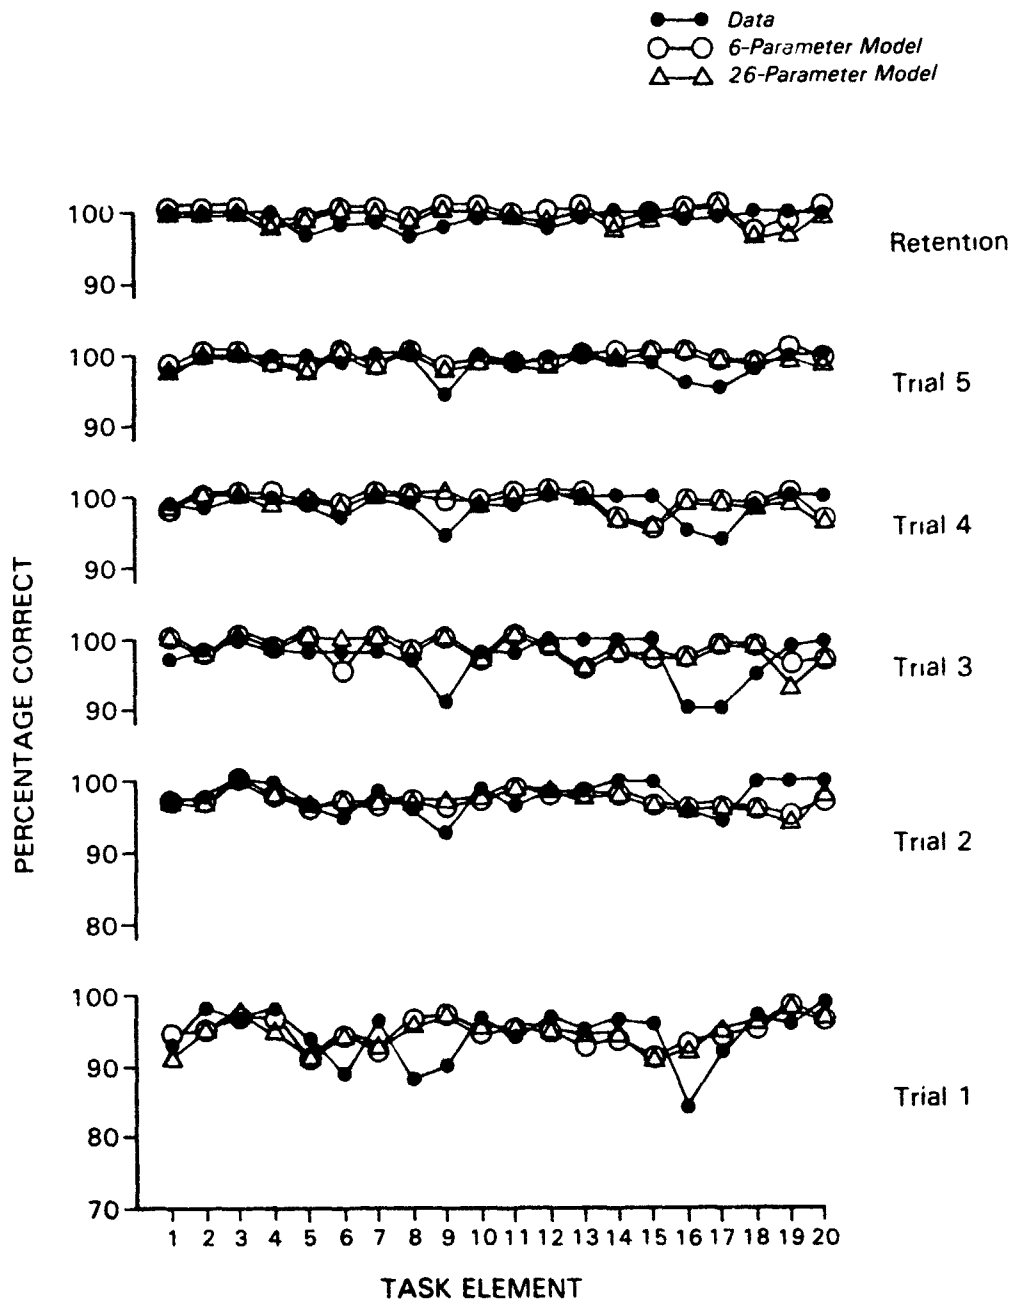 Data
6-Parameter Model
26-Parameter Model
100
90
Retention
100
90
Trial 5
100
90
Trial 4
100
90
Trial 3
100
90
80
Trial 2
100
90
80
70
Trial 1
PERCENTAGE CORRECT
1 2 3 4 5 6 7 8 9 10 11 12 13 14 15 16 17 18 19 20
TASK ELEMENT